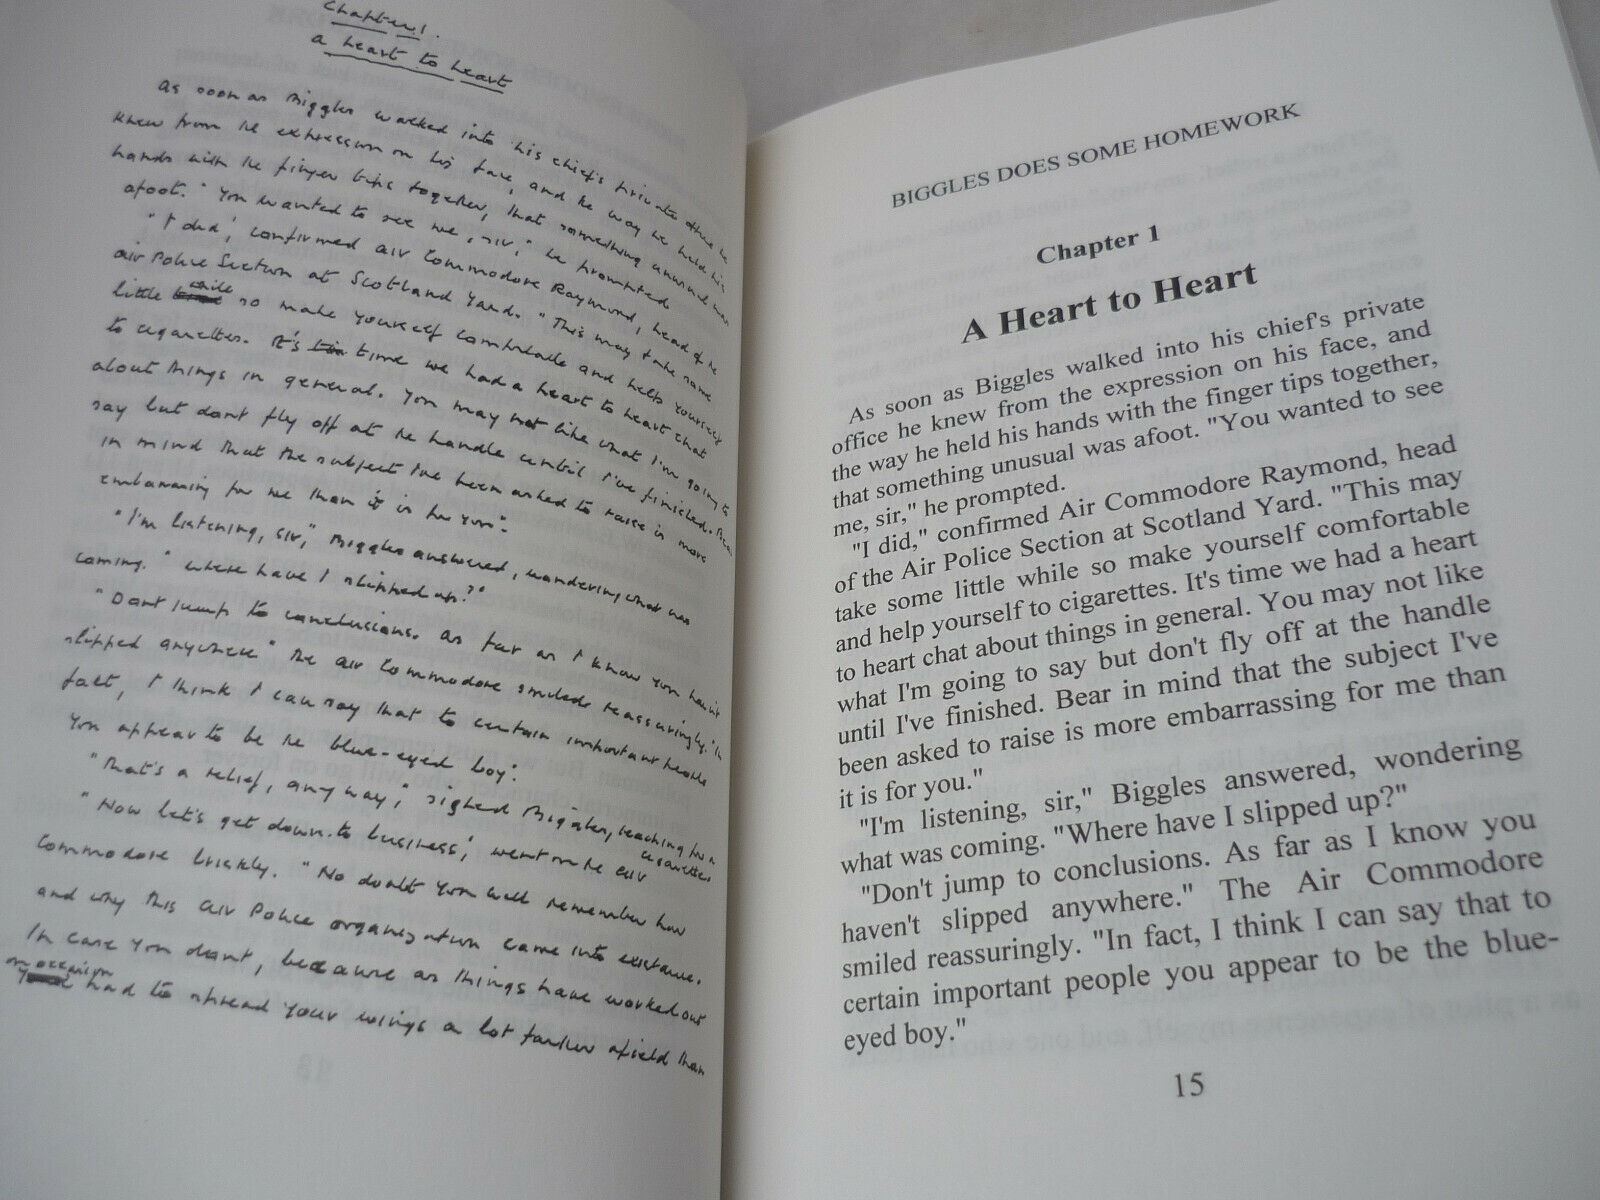 Chapter 1.
A heart to heart
As soon as Biggles walked into his chief's private office he
knew from the expression on his face, and the way he held his
hands with the finger tips together, that something unusual was
afoot. "You wanted to see me, sir," he prompted
"I did," confirmed Air Commodore Raymond, head of the
Air Police Section at Scotland Yard. "This may take some
little while so make yourself comfortable and help yourself
to cigarettes. It's time we had a heart to heart chat
about things in general. You may not like what I'm going to
say but dont fly off at the handle until I've finished. Bear
in mind that the subject I've been asked to raise is more
embarrassing for me than it is for you".
"I'm listening, sir," Biggles answered, wondering what was
coming. "Where have I slipped up?"
"Dont jump to conclusions. As far as I know you havent
slipped anywhere" The Air Commodore smiled reassuringly. "In
fact, I think I can say that to certain important people
you appear to be the blue-eyed boy".
"That's a relief, anyway," sighed Biggles, reaching for a
cigarette.
"Now let's get down to business," went on the Air
Commodore briskly. "No doubt you will remember how
and why this Air Police organization came into existence.
In case you dont, because as things have worked out
on occasion
had to spread your wings a lot farther afield than
BIGGLES DOES SOME HOMEWORK
Chapter 1
A Heart to Heart
As soon as Biggles walked into his chief's private
office he knew from the expression on his face, and
the way he held his hands with the finger tips together,
that something unusual was afoot. "You wanted to see
me, sir," he prompted.
"I did," confirmed Air Commodore Raymond, head
of the Air Police Section at Scotland Yard. "This may
take some little while so make yourself comfortable
and help yourself to cigarettes. It's time we had a heart
to heart chat about things in general. You may not like
what I'm going to say but don't fly off at the handle
until I've finished. Bear in mind that the subject I've
been asked to raise is more embarrassing for me than
it is for you."
"I'm listening, sir," Biggles answered, wondering
what was coming. "Where have I slipped up?"
"Don't jump to conclusions. As far as I know you
haven't slipped anywhere." The Air Commodore
smiled reassuringly. "In fact, I think I can say that to
certain important people you appear to be the blue-
eyed boy."
15